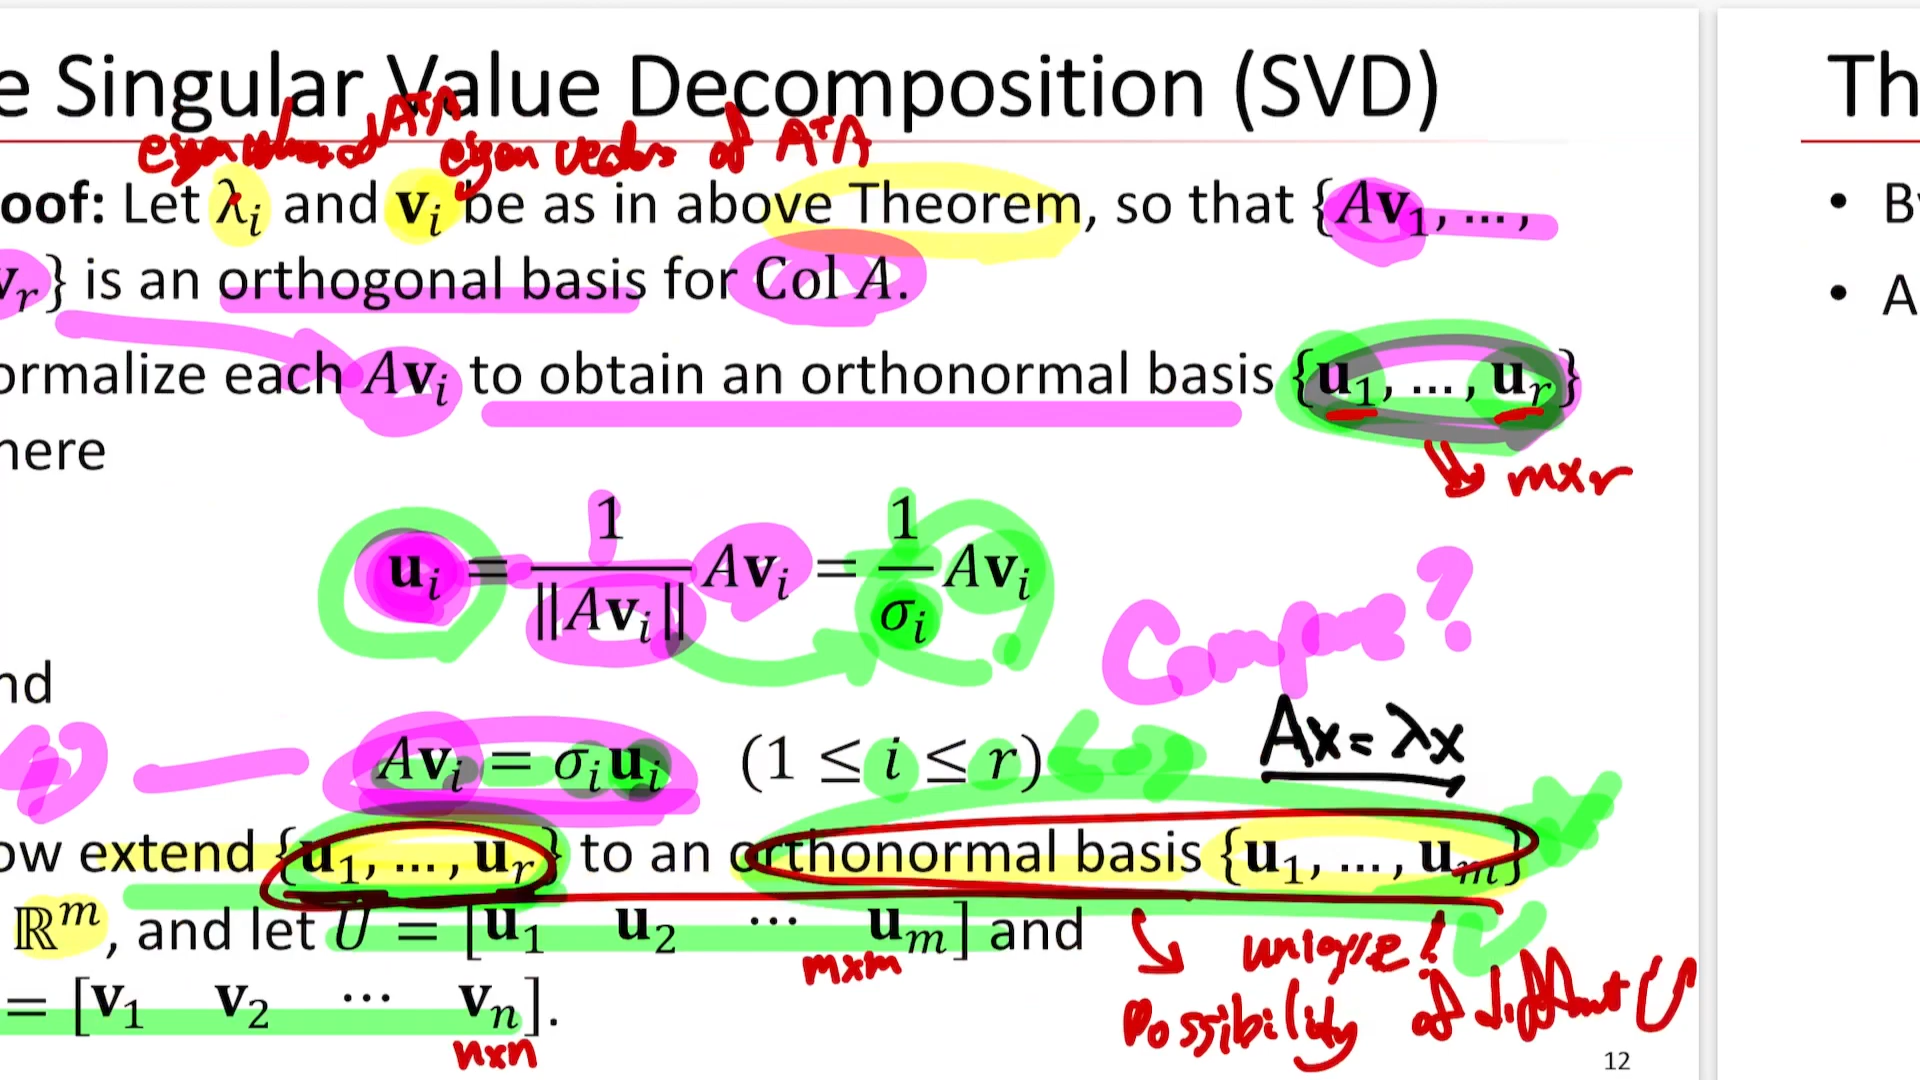 e Singular Value Decomposition (SVD)
eigenvalues of AᵀA eigen vectors of AᵀA
oof: Let λᵢ and vᵢ be as in above Theorem, so that {Av₁, …,
vᵣ} is an orthogonal basis for Col A.
ormalize each Avᵢ to obtain an orthonormal basis {u₁, …, uᵣ}
here
m×r
uᵢ = 1/‖Avᵢ‖ Avᵢ = 1/σᵢ Avᵢ
Compare?
nd
Avᵢ = σᵢuᵢ (1 ≤ i ≤ r)
Ax = λx
ow extend {u₁, …, uᵣ} to an orthonormal basis {u₁, …, uₘ}
ℝᵐ, and let U = [u₁ u₂ ⋯ uₘ] and
m×m
= [v₁ v₂ ⋯ vₙ].
n×n
possibility of different U
12
Th
• By
• A